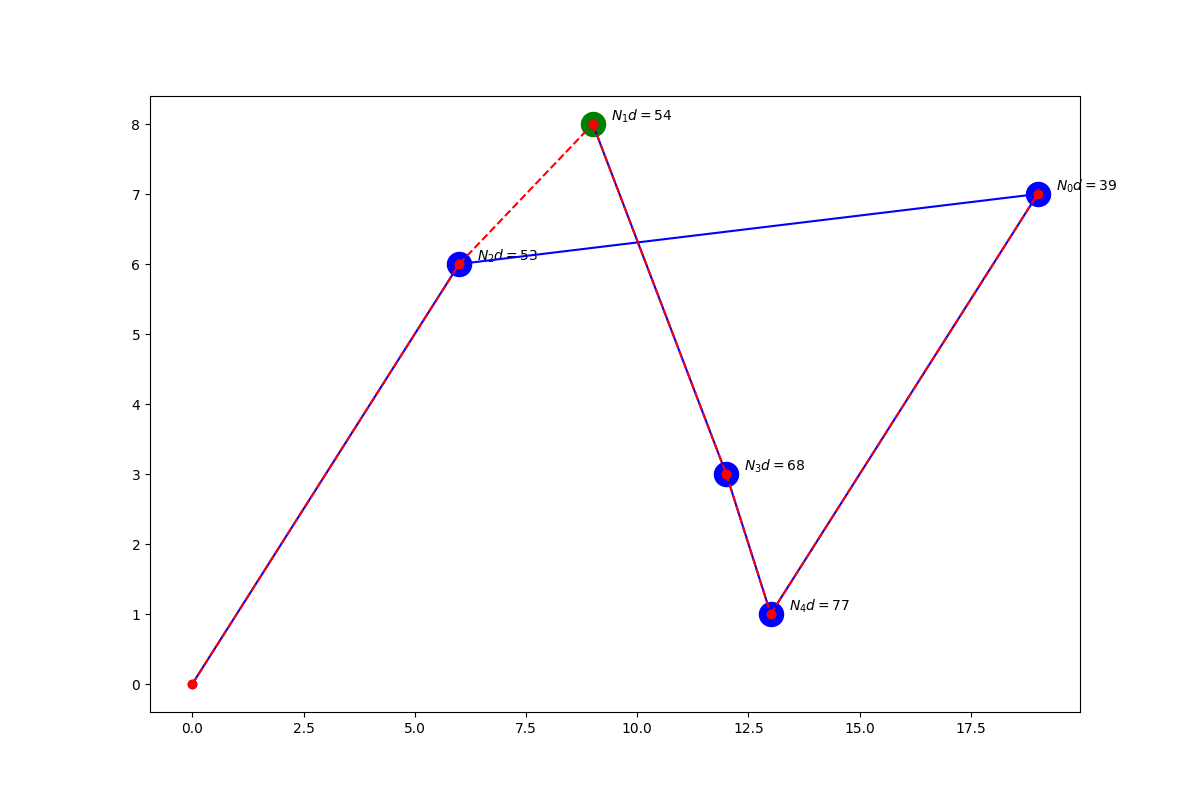 8
N₁d = 54
7
N₀d = 39
6
N₂d = 53
5
4
3
N₃d = 68
2
1
N₄d = 77
0
0.0 2.5 5.0 7.5 10.0 12.5 15.0 17.5